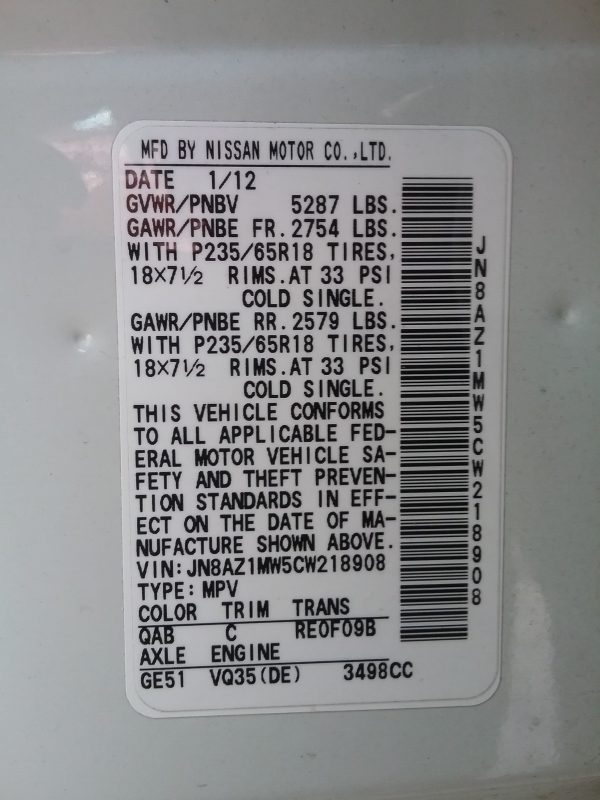 MFD BY NISSAN MOTOR CO.,LTD.
DATE 1/12
GVWR/PNBV 5287 LBS.
GAWR/PNBE FR.2754 LBS.
WITH P235/65R18 TIRES,
18×7½ RIMS.AT 33 PSI
COLD SINGLE.
GAWR/PNBE RR.2579 LBS.
WITH P235/65R18 TIRES,
18×7½ RIMS.AT 33 PSI
COLD SINGLE.
THIS VEHICLE CONFORMS
TO ALL APPLICABLE FED-
ERAL MOTOR VEHICLE SA-
FETY AND THEFT PREVEN-
TION STANDARDS IN EFF-
ECT ON THE DATE OF MA-
NUFACTURE SHOWN ABOVE.
VIN:JN8AZ1MW5CW218908
TYPE:MPV
COLOR TRIM TRANS
QAB C RE0F09B
AXLE ENGINE
GE51 VQ35(DE) 3498CC
JN8AZ1MW5CW218908